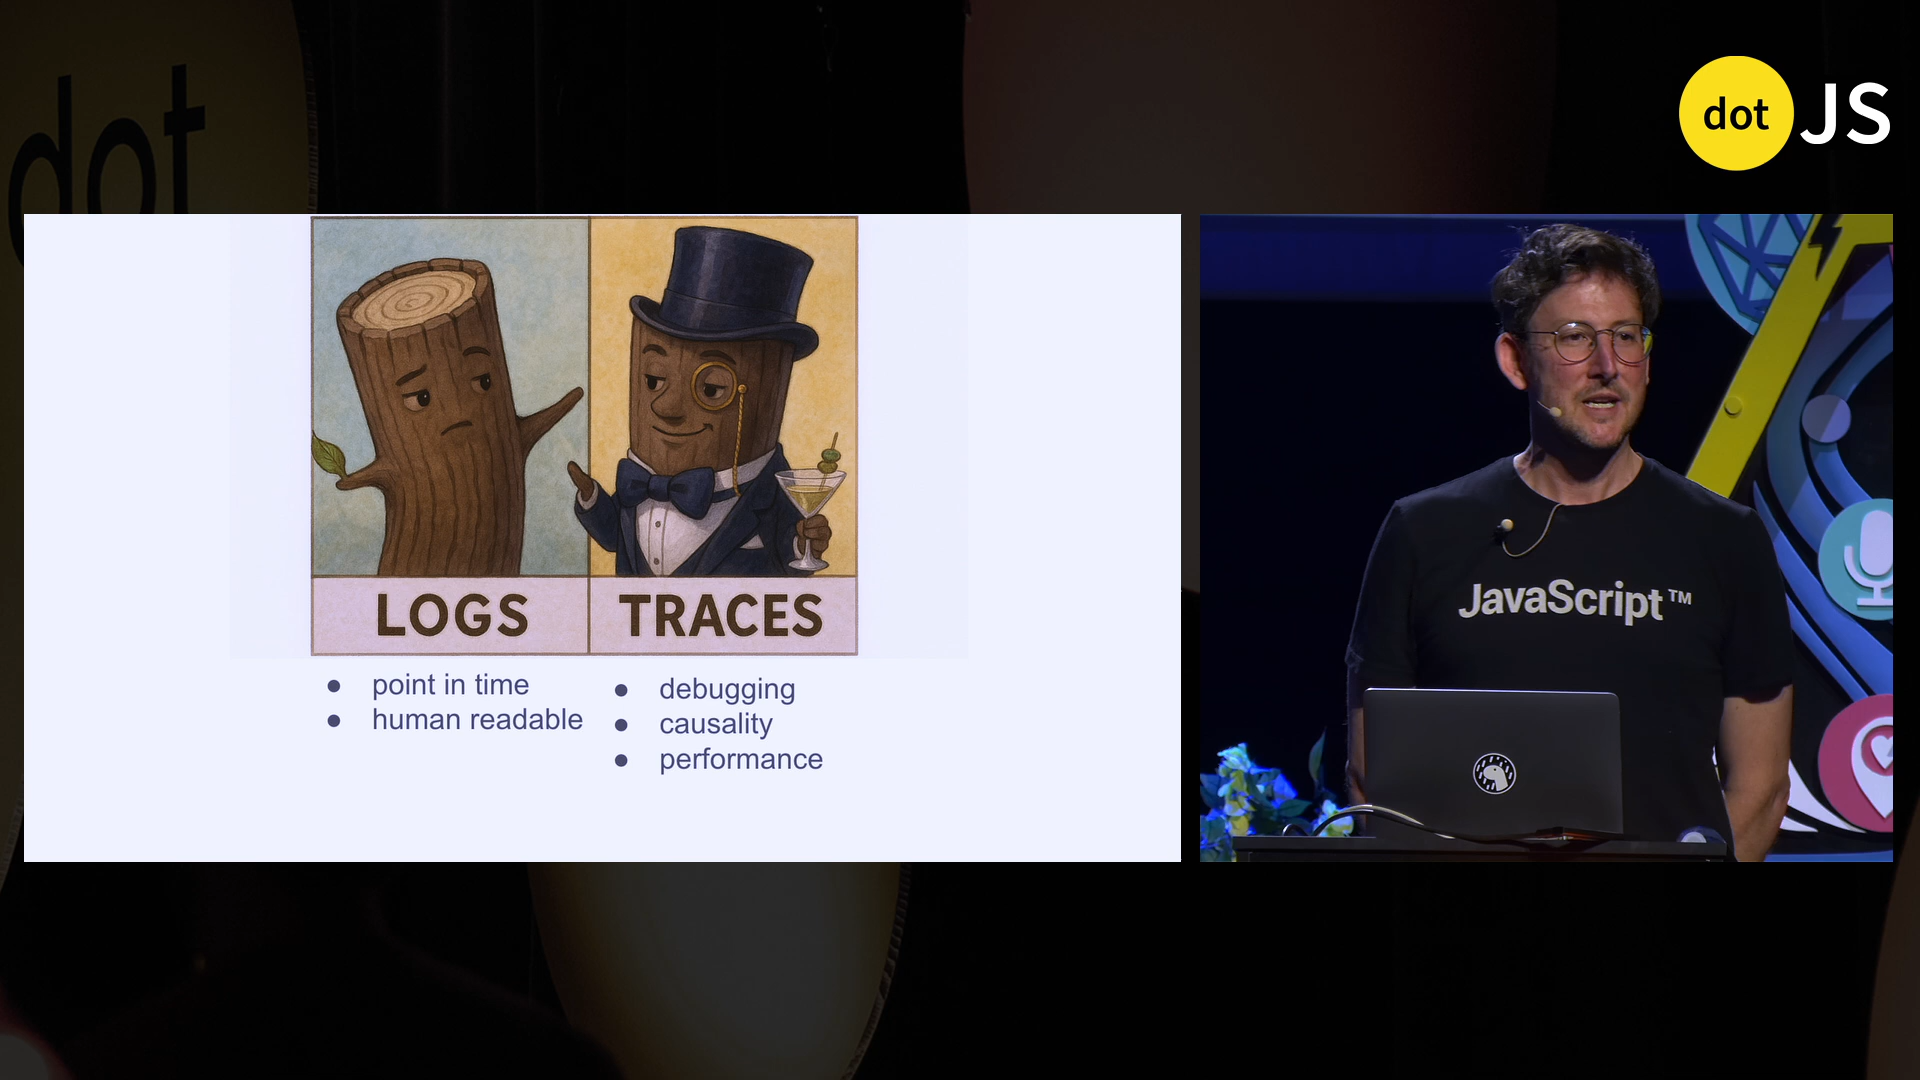 dot
dot JS
LOGS
TRACES
point in time
human readable
debugging
causality
performance
JavaScript™